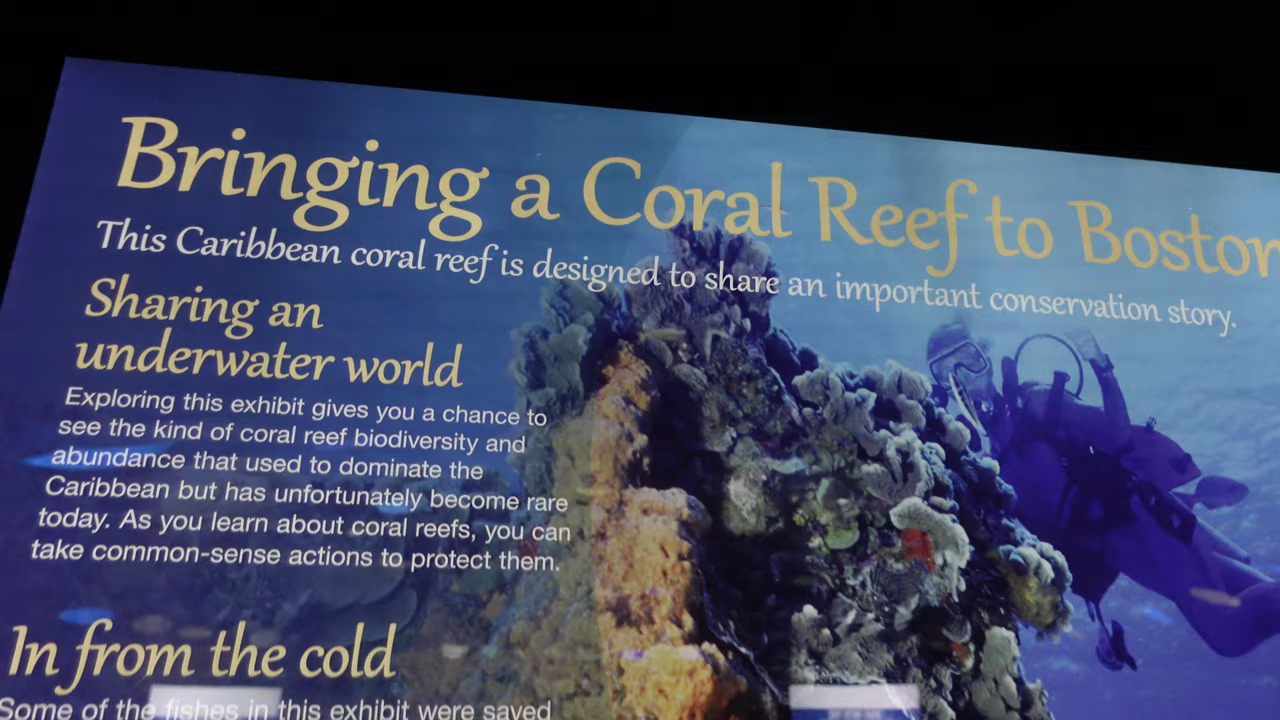 Bringing a Coral Reef to Boston
This Caribbean coral reef is designed to share an important conservation story.
Sharing an
underwater world
Exploring this exhibit gives you a chance to
see the kind of coral reef biodiversity and
abundance that used to dominate the
Caribbean but has unfortunately become rare
today. As you learn about coral reefs, you can
take common-sense actions to protect them.
In from the cold
Some of the fishes in this exhibit were saved